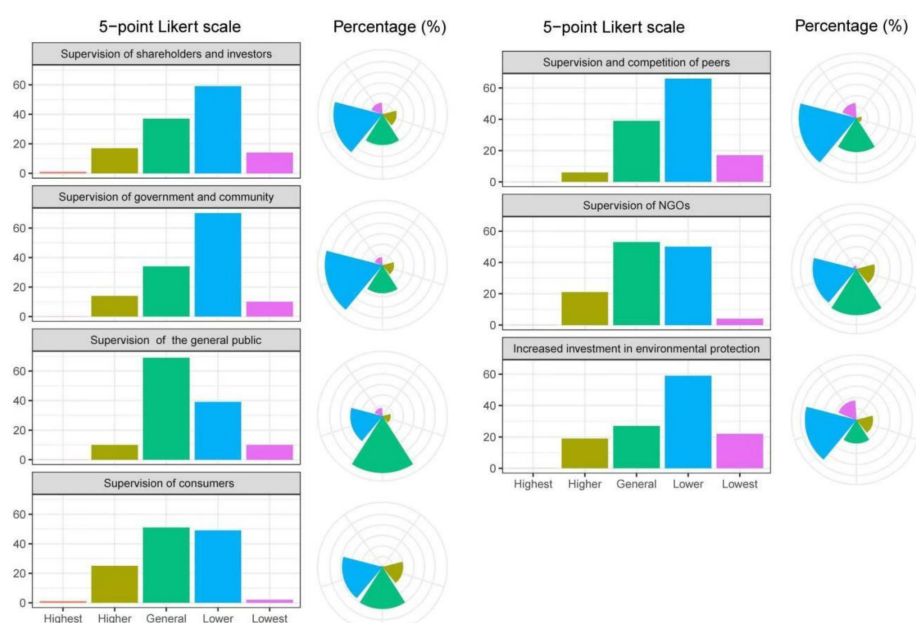 5−point Likert scale
Percentage (%)
Supervision of shareholders and investors
60
40
20
0
Supervision of government and community
60
40
20
0
Supervision of the general public
60
40
20
0
Supervision of consumers
60
40
20
0
Highest Higher General Lower Lowest
5−point Likert scale
Percentage (%)
Supervision and competition of peers
60
40
20
0
Supervision of NGOs
60
40
20
0
Increased investment in environmental protection
60
40
20
0
Highest Higher General Lower Lowest